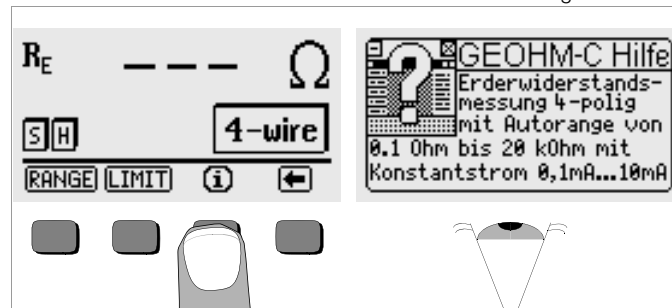 RE
– – – Ω
S H
4-wire
RANGE LIMIT i
GEOHM-C Hilfe
Erderwiderstands-
messung 4-polig
mit Autorange von
0.1 Ohm bis 20 kOhm mit
Konstantstrom 0,1mA...10mA